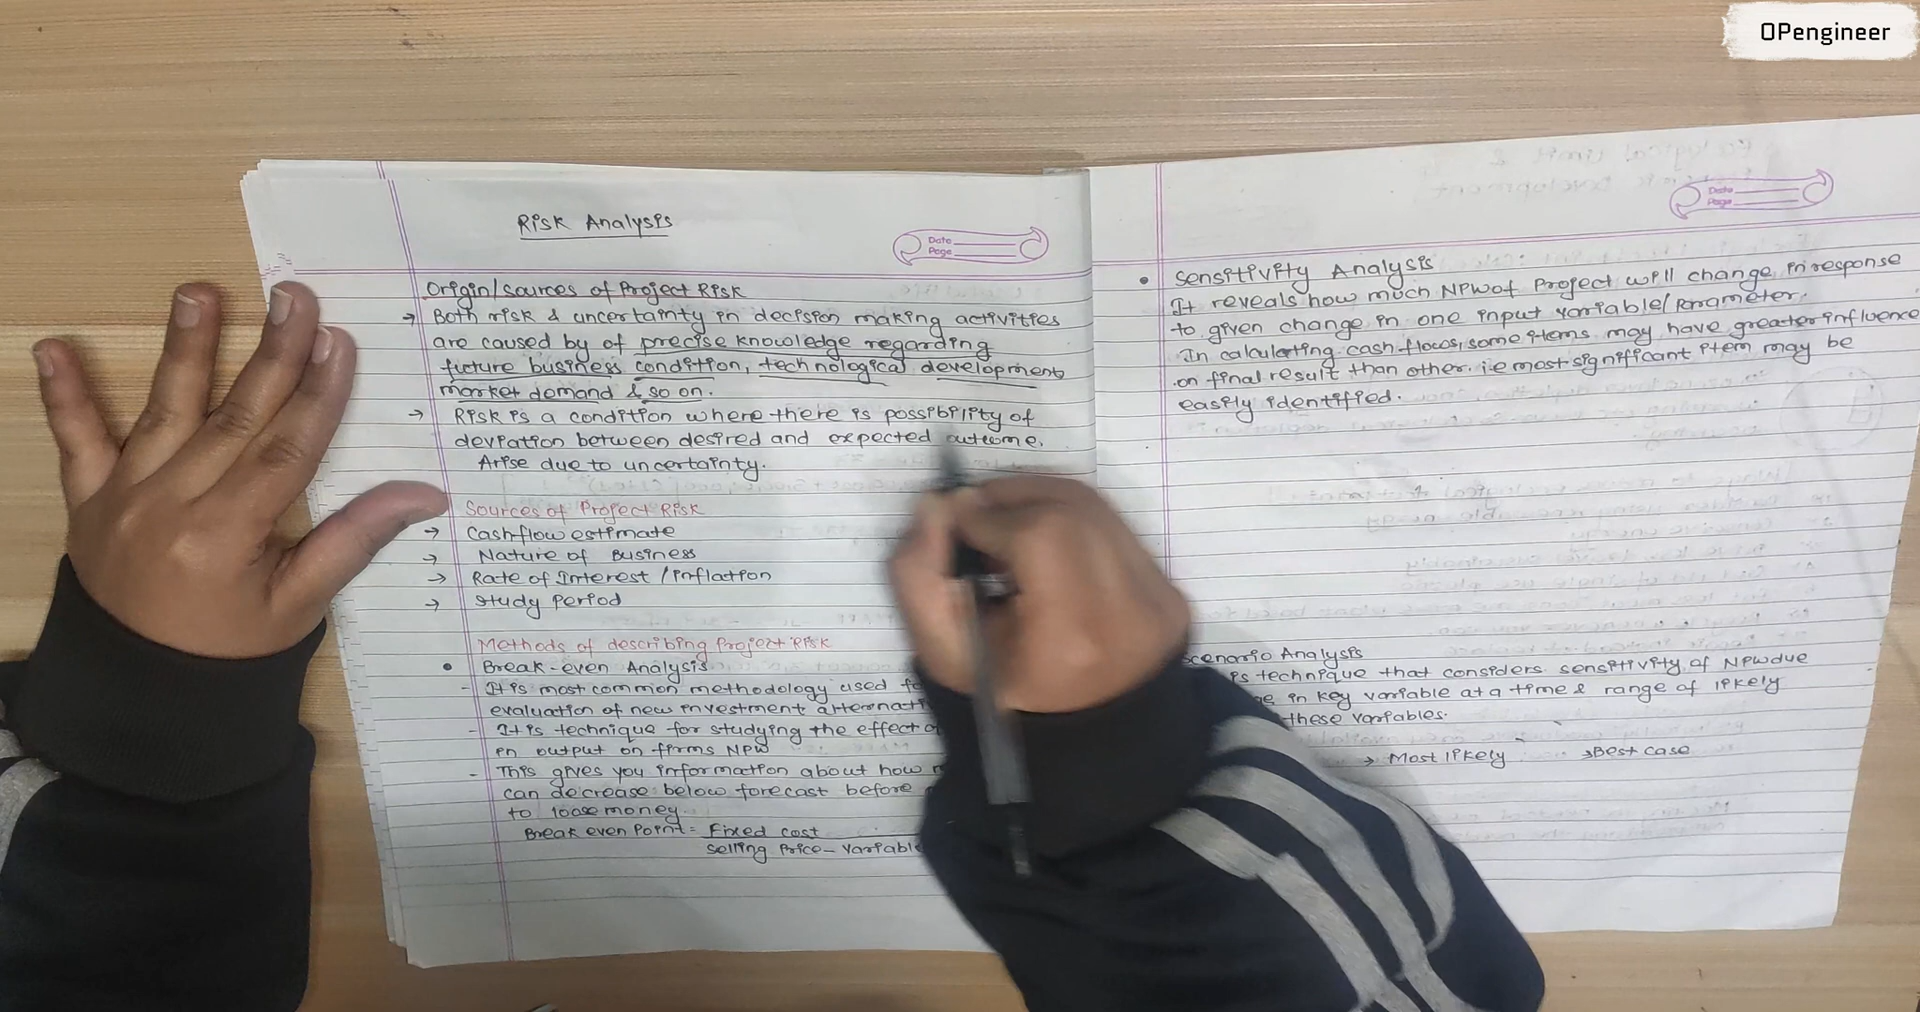 OPengineer
Risk Analysis
Date
Page
Origin/sources of Project Risk
→ Both risk & uncertainty in decision making activities
are caused by of precise knowledge regarding
future business condition, technological development
market demand & so on.
→ Risk is a condition where there is possibility of
deviation between desired and expected outcome.
Arise due to uncertainty.
Sources of Project Risk
→ Cashflow estimate
→ Nature of Business
→ Rate of Interest / inflation
→ Study Period
Methods of describing Project Risk
• Break-even Analysis
- It is most common methodology used
evaluation of new investment
- It is technique for studying the effect
in output on firms NPW
- This gives you information about how
can decrease below forecast before
to loose money.
Break even Point = Fixed cost
Selling Price -
Date
Page
• Sensitivity Analysis
It reveals how much NPW of Project will change in response
to given change in one input variable/Parameter.
In calculating cash flows, some items may have greater influence
on final result than other. i.e most significant item may be
easily identified.
Analysis
is technique that considers sensitivity of NPW due
in key variable at a time & range of likely
these variables.
→ Most likely → Best case